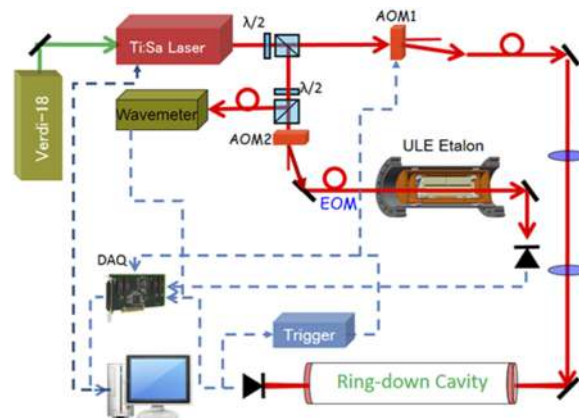 λ/2
AOM1
Ti:Sa Laser
Verdi-18
Wavemeter
λ/2
AOM2
ULE Etalon
EOM
DAQ
Trigger
Ring-down Cavity